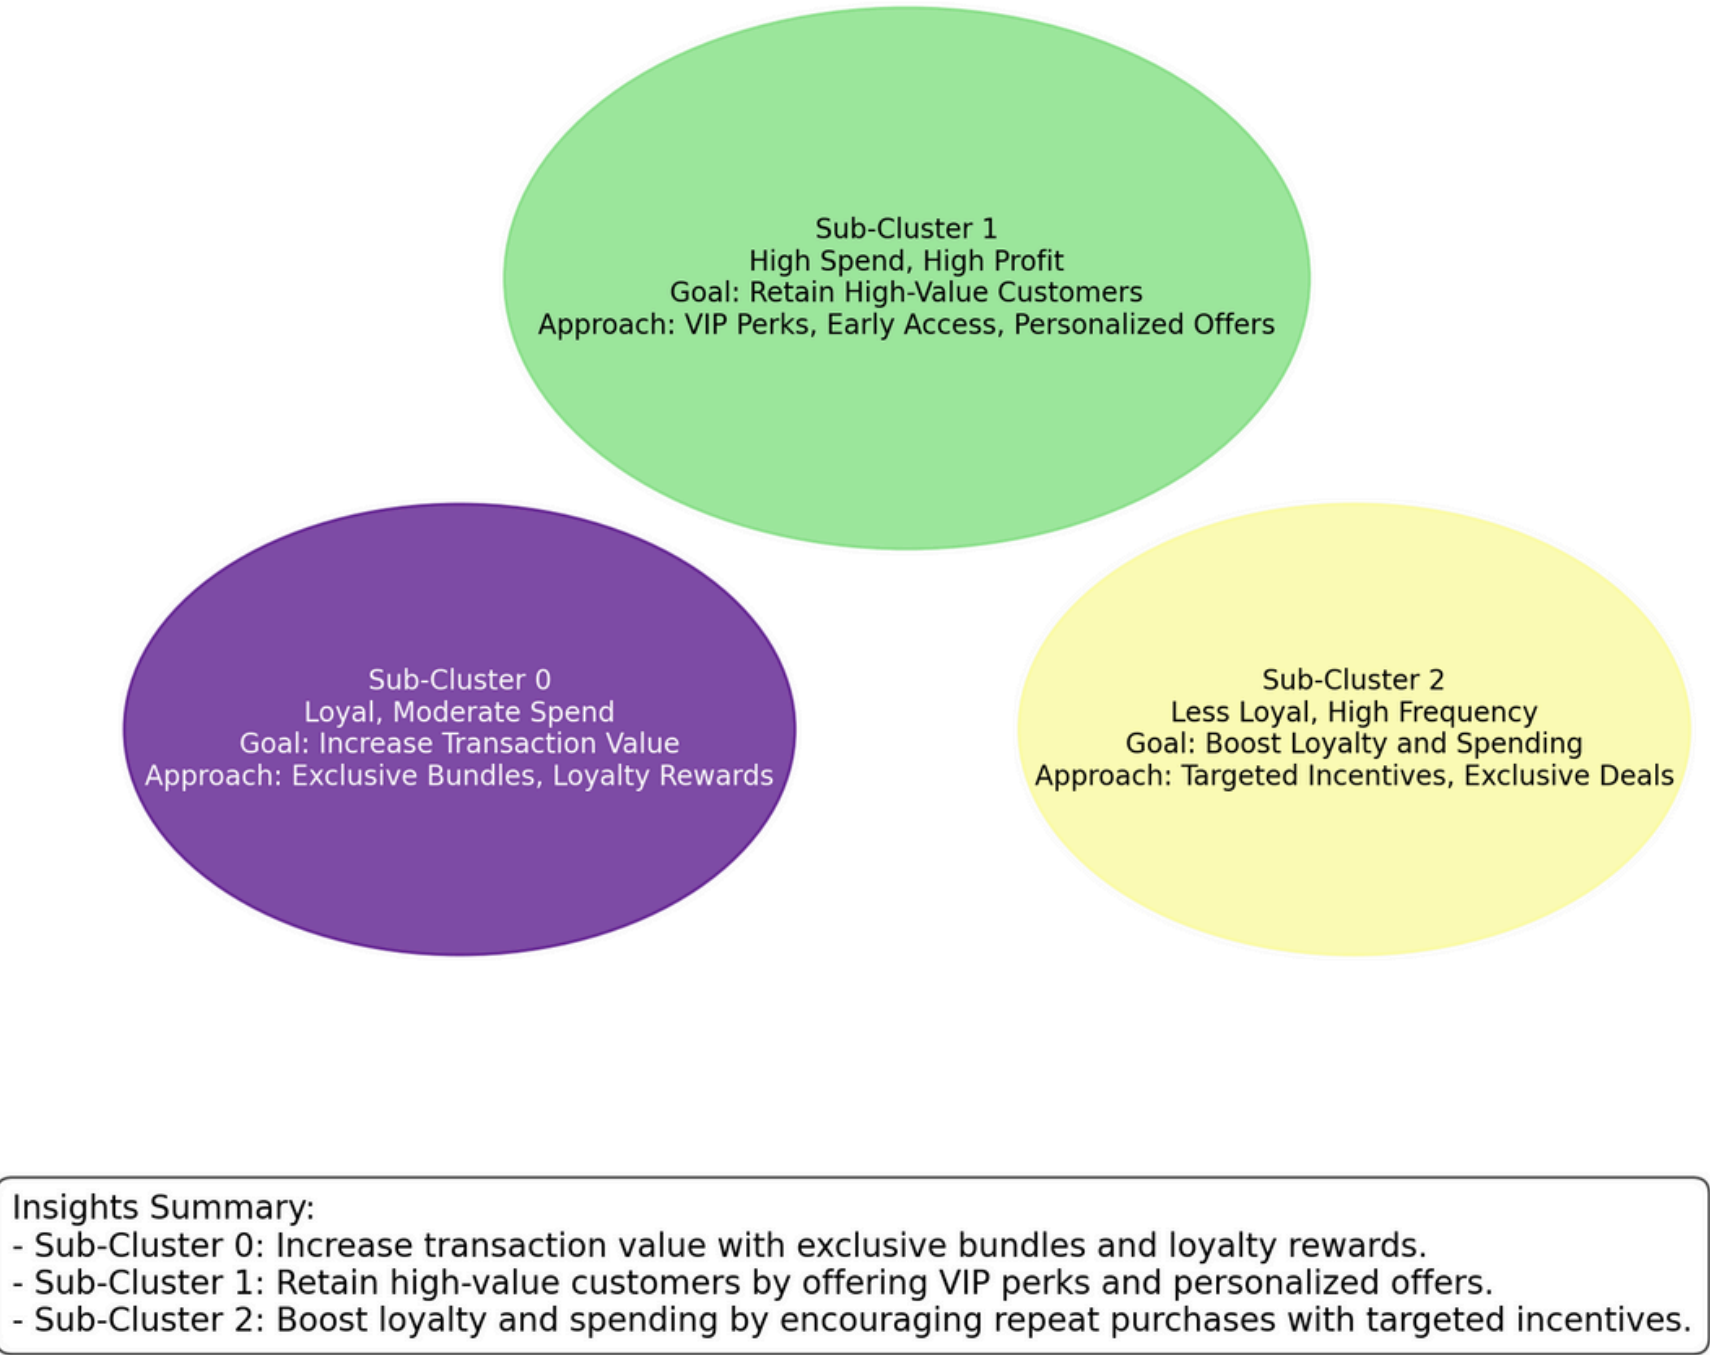 Sub-Cluster 1
High Spend, High Profit
Goal: Retain High-Value Customers
Approach: VIP Perks, Early Access, Personalized Offers
Sub-Cluster 0
Loyal, Moderate Spend
Goal: Increase Transaction Value
Approach: Exclusive Bundles, Loyalty Rewards
Sub-Cluster 2
Less Loyal, High Frequency
Goal: Boost Loyalty and Spending
Approach: Targeted Incentives, Exclusive Deals
Insights Summary:
- Sub-Cluster 0: Increase transaction value with exclusive bundles and loyalty rewards.
- Sub-Cluster 1: Retain high-value customers by offering VIP perks and personalized offers.
- Sub-Cluster 2: Boost loyalty and spending by encouraging repeat purchases with targeted incentives.